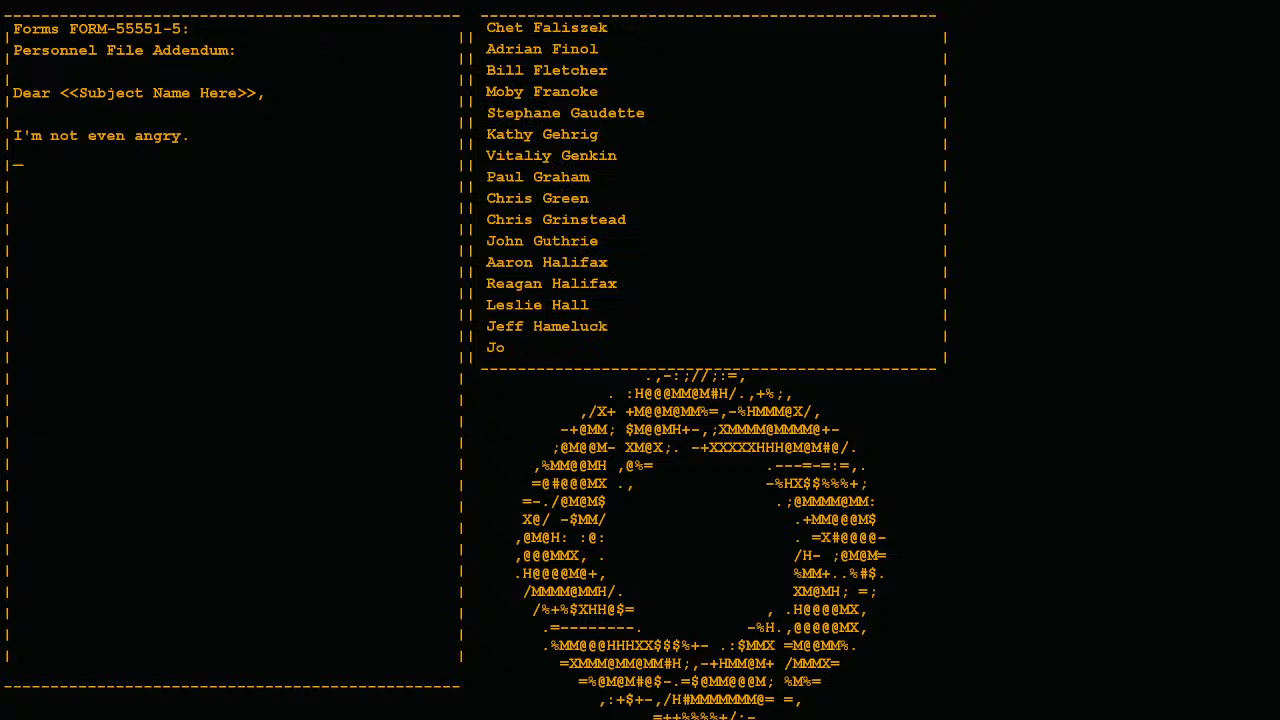 Forms FORM-55551-5:
Personnel File Addendum:
Dear <<Subject Name Here>>,
I'm not even angry.
Chet Faliszek
Adrian Finol
Bill Fletcher
Moby Francke
Stephane Gaudette
Kathy Gehrig
Vitaliy Genkin
Paul Graham
Chris Green
Chris Grinstead
John Guthrie
Aaron Halifax
Reagan Halifax
Leslie Hall
Jeff Hameluck
Jo